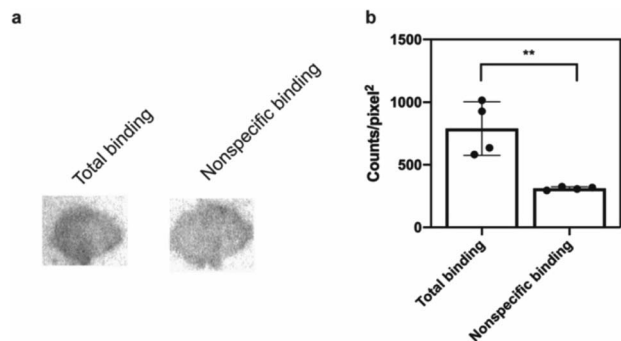 a
Total binding
Nonspecific binding
b
Counts/pixel²
1500
1000
500
0
**
Total binding
Nonspecific binding